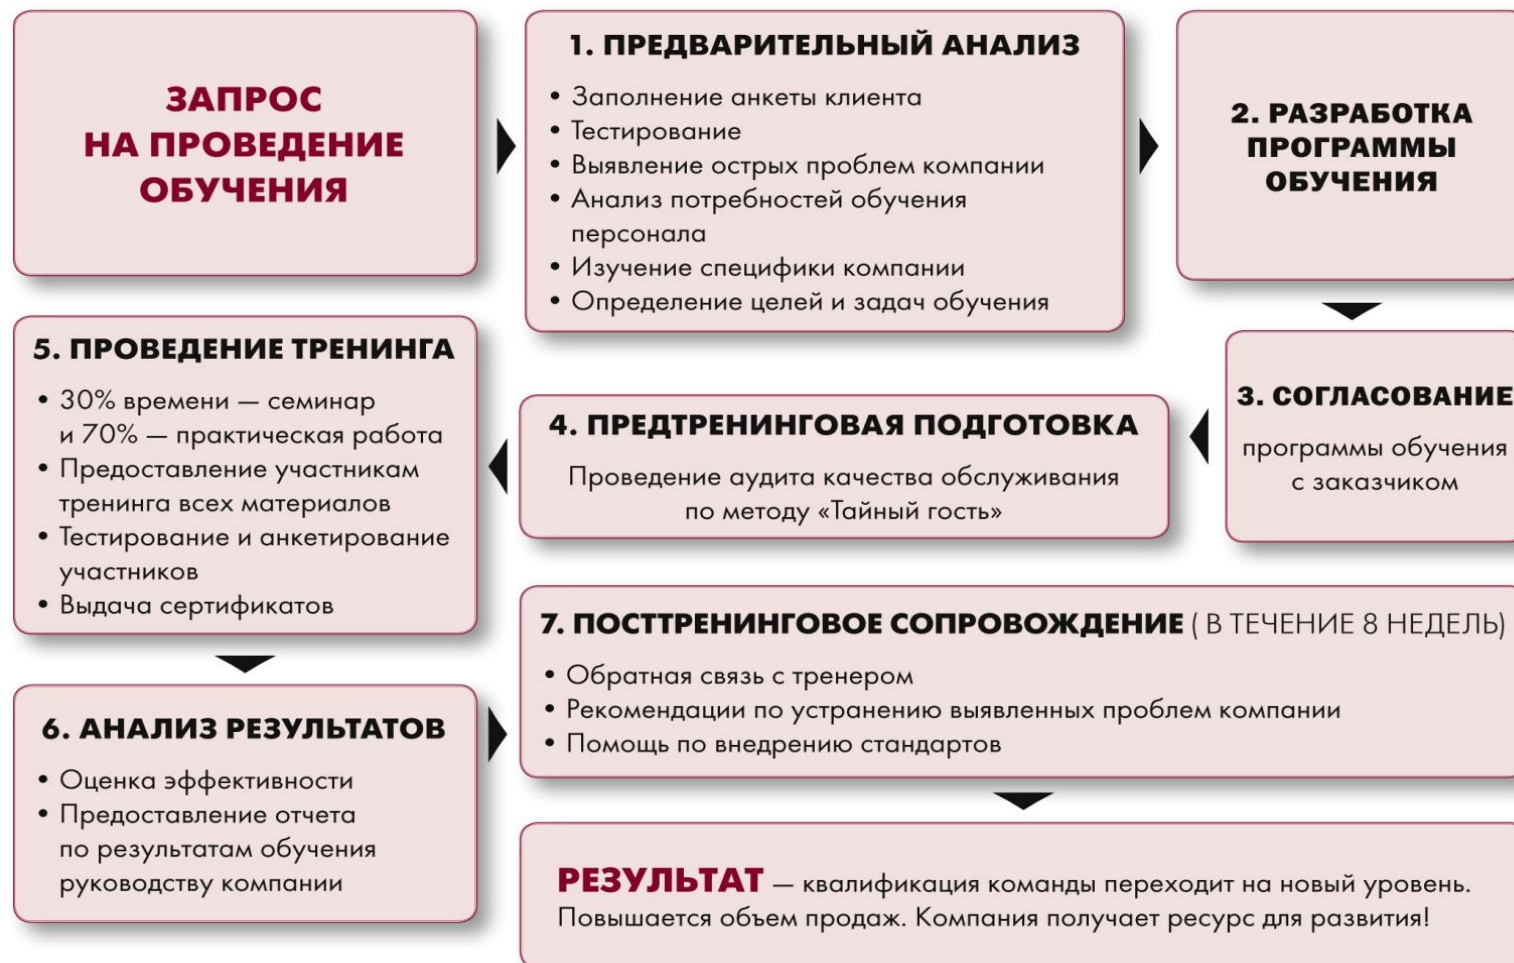 ЗАПРОС
НА ПРОВЕДЕНИЕ
ОБУЧЕНИЯ
1. ПРЕДВАРИТЕЛЬНЫЙ АНАЛИЗ
• Заполнение анкеты клиента
• Тестирование
• Выявление острых проблем компании
• Анализ потребностей обучения
персонала
• Изучение специфики компании
• Определение целей и задач обучения
2. РАЗРАБОТКА
ПРОГРАММЫ
ОБУЧЕНИЯ
3. СОГЛАСОВАНИЕ
программы обучения
с заказчиком
4. ПРЕДТРЕНИНГОВАЯ ПОДГОТОВКА
Проведение аудита качества обслуживания
по методу «Тайный гость»
5. ПРОВЕДЕНИЕ ТРЕНИНГА
• 30% времени — семинар
и 70% — практическая работа
• Предоставление участникам
тренинга всех материалов
• Тестирование и анкетирование
участников
• Выдача сертификатов
6. АНАЛИЗ РЕЗУЛЬТАТОВ
• Оценка эффективности
• Предоставление отчета
по результатам обучения
руководству компании
7. ПОСТТРЕНИНГОВОЕ СОПРОВОЖДЕНИЕ ( В ТЕЧЕНИЕ 8 НЕДЕЛЬ)
• Обратная связь с тренером
• Рекомендации по устранению выявленных проблем компании
• Помощь по внедрению стандартов
РЕЗУЛЬТАТ — квалификация команды переходит на новый уровень.
Повышается объем продаж. Компания получает ресурс для развития!